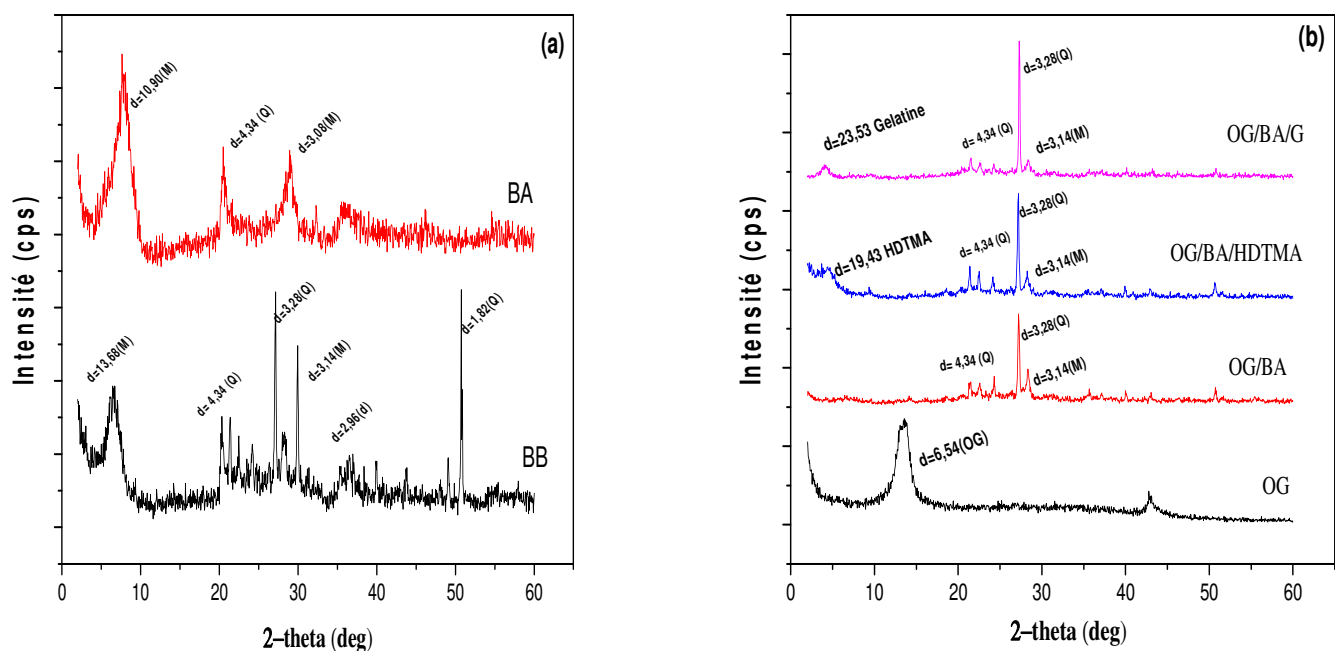 (a)
d=10,90(M)
d=4,34 (Q)
d=3,08(M)
BA
d=13,68(M)
d= 4,34 (Q)
d=3,28(Q)
d=3,14(M)
d=2,96(d)
d=1,82(Q)
BB
Intensité (cps)
0 10 20 30 40 50 60
2–theta (deg)
(b)
d=3,28(Q)
d=23,53 Gelatine
d= 4,34 (Q)
d=3,14(M)
OG/BA/G
d=3,28(Q)
d=19,43 HDTMA
d= 4,34 (Q)
d=3,14(M)
OG/BA/HDTMA
d=3,28(Q)
d= 4,34 (Q)
d=3,14(M)
OG/BA
d=6,54(OG)
OG
Intensité (cps)
0 10 20 30 40 50 60
2–theta (deg)